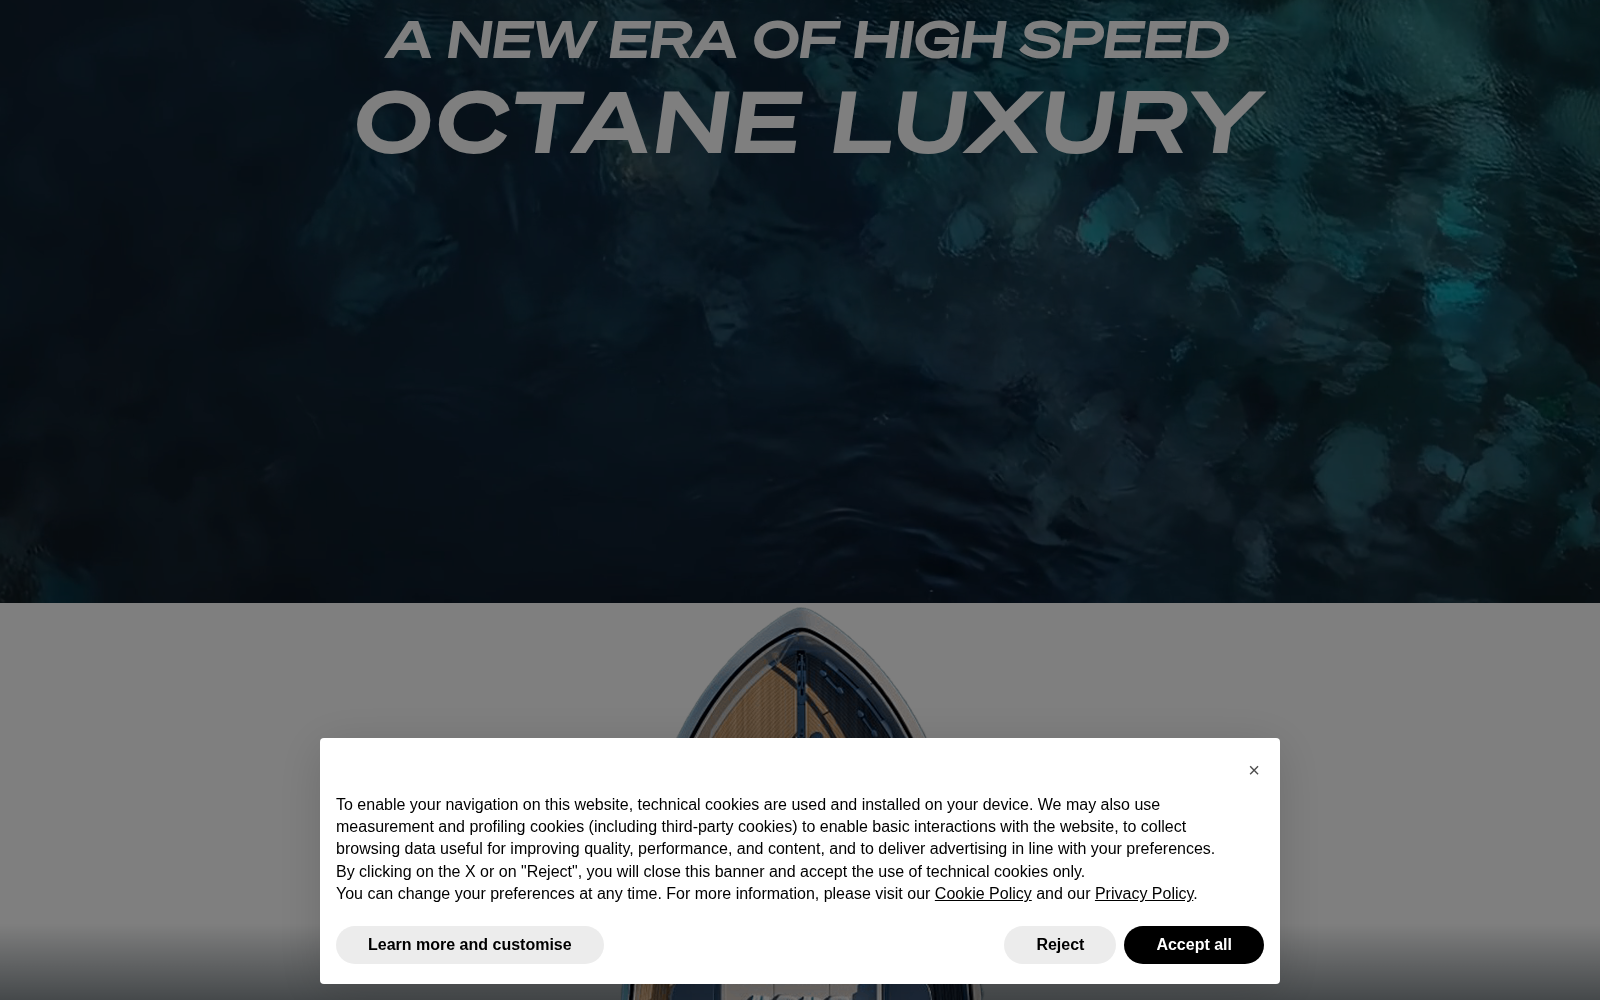 A NEW ERA OF HIGH SPEED
OCTANE LUXURY
×
To enable your navigation on this website, technical cookies are used and installed on your device. We may also use
measurement and profiling cookies (including third-party cookies) to enable basic interactions with the website, to collect
browsing data useful for improving quality, performance, and content, and to deliver advertising in line with your preferences.
By clicking on the X or on "Reject", you will close this banner and accept the use of technical cookies only.
You can change your preferences at any time. For more information, please visit our Cookie Policy and our Privacy Policy.
Learn more and customise
Reject
Accept all